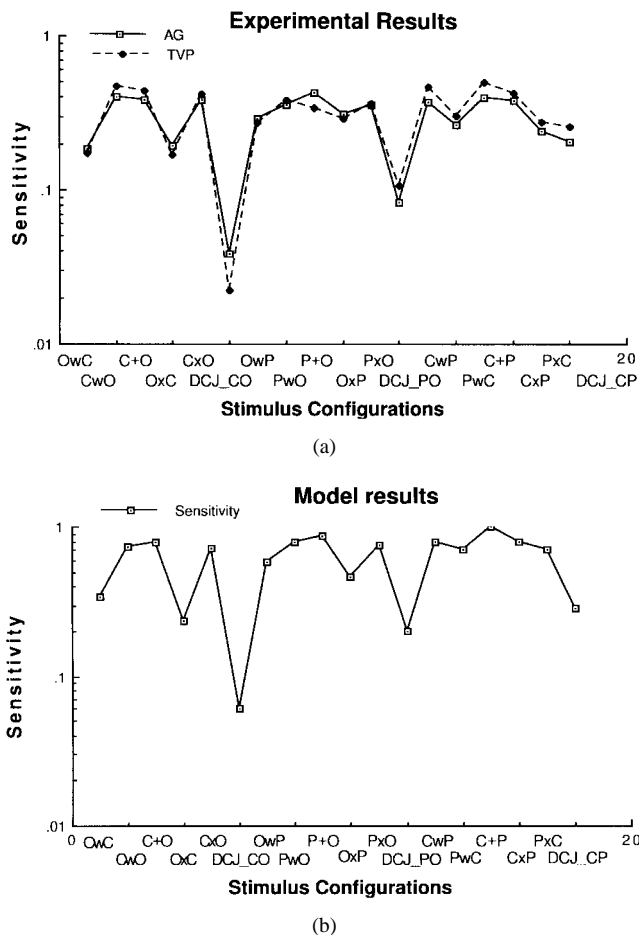 Experimental Results
AG
TVP
1
Sensitivity
.1
.01
OwC C+O CxO OwP P+O PxO CwP C+P PxC 20
CwO OxC DCJ_CO PwO OxP DCJ_PO PwC CxP DCJ_CP
Stimulus Configurations
(a)
Model results
Sensitivity
1
Sensitivity
.1
.01
0 OwC C+O CxO OwP P+O PxO CwP C+P PxC 20
OwO OxC DCJ_CO PwO OxP DCJ_PO PwC CxP DCJ_CP
Stimulus Configurations
(b)